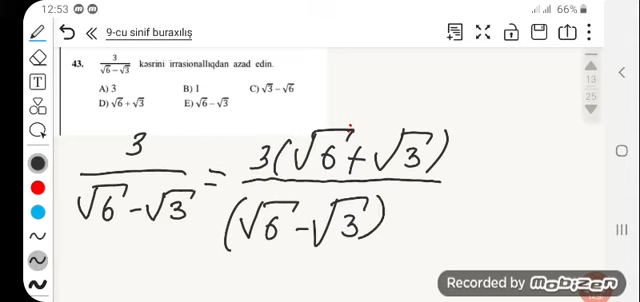 12:53 66%
9-cu sinif buraxılış
43. 3/(√6−√3) kəsrini irrasionallıqdan azad edin.
A) 3 B) 1 C) √3−√6
D) √6+√3 E) √6−√3
13
25
3/(√6−√3) = 3(√6+√3)/(√6−√3)
Recorded by mobizen